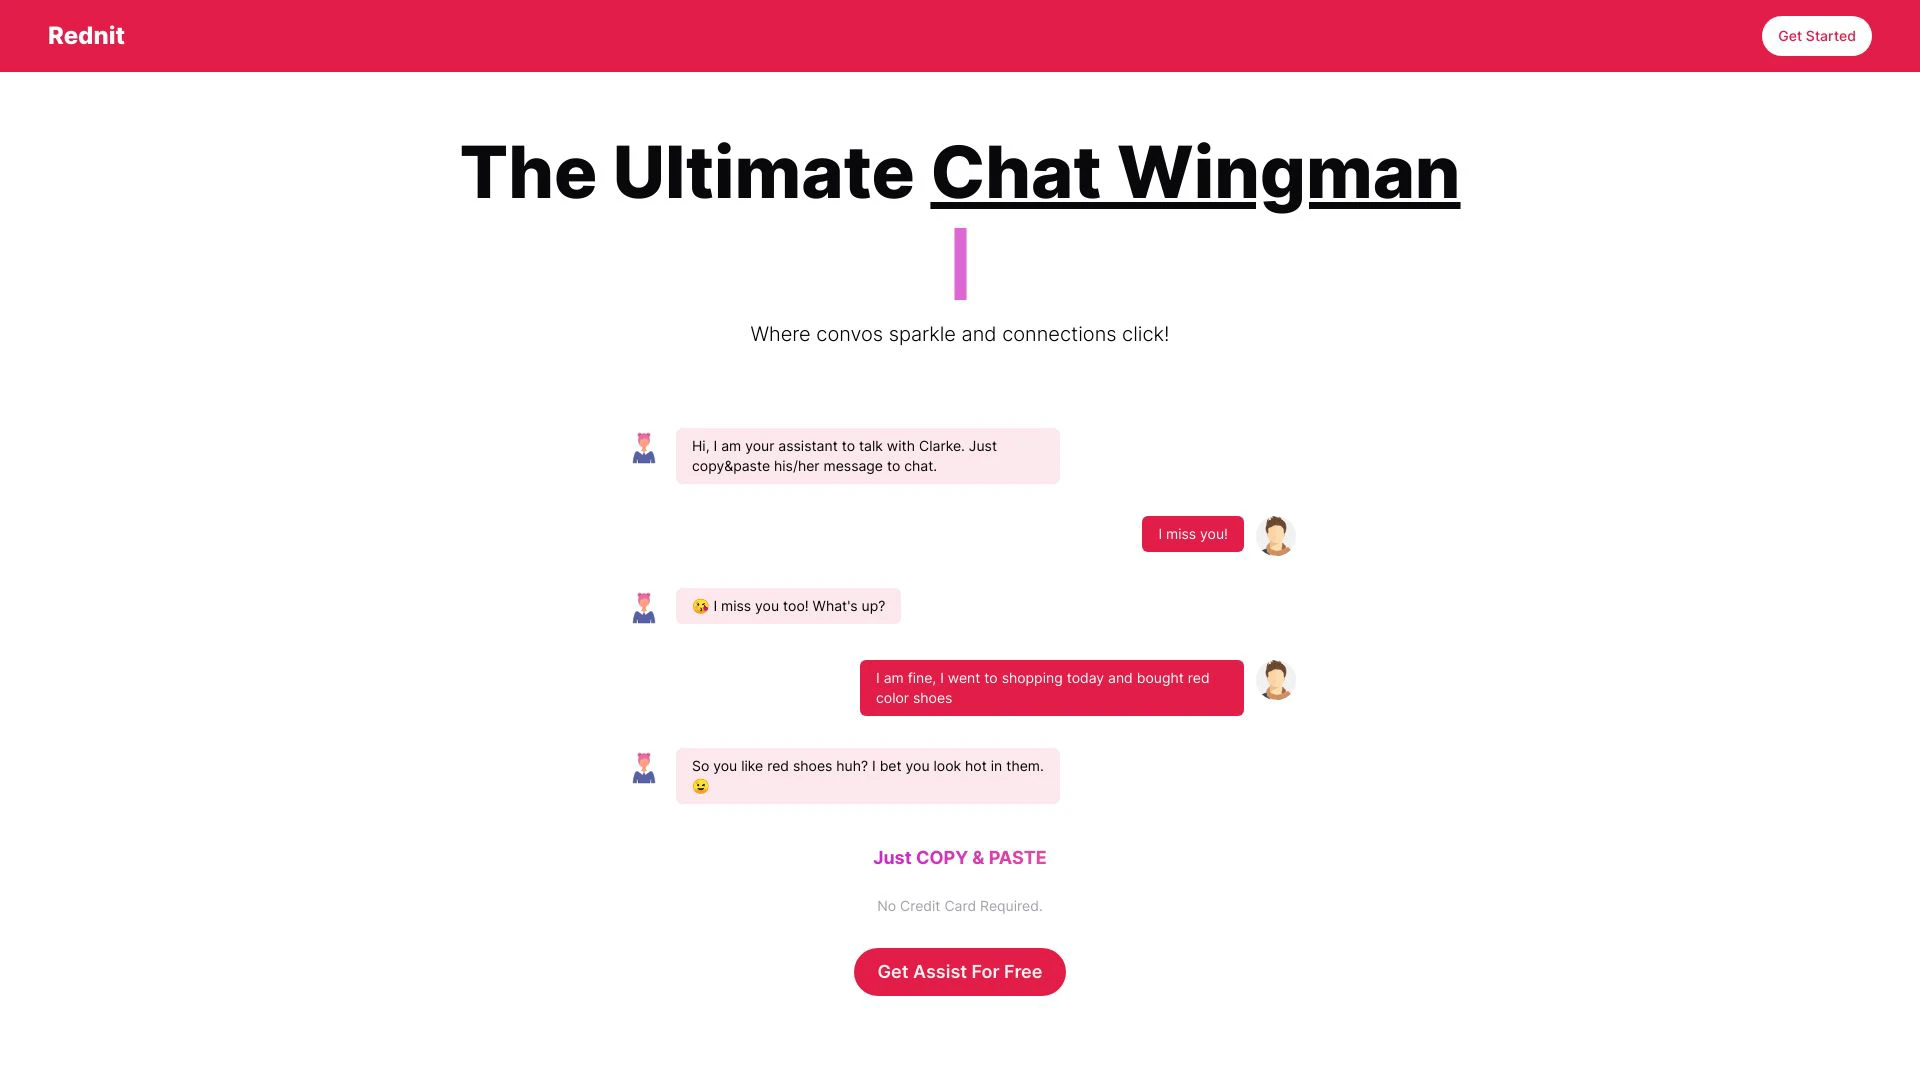 Rednit
Get Started
The Ultimate Chat Wingman
Where convos sparkle and connections click!
Hi, I am your assistant to talk with Clarke. Just
copy&paste his/her message to chat.
I miss you!
😘 I miss you too! What's up?
I am fine, I went to shopping today and bought red
color shoes
So you like red shoes huh? I bet you look hot in them.
😉
Just COPY & PASTE
No Credit Card Required.
Get Assist For Free